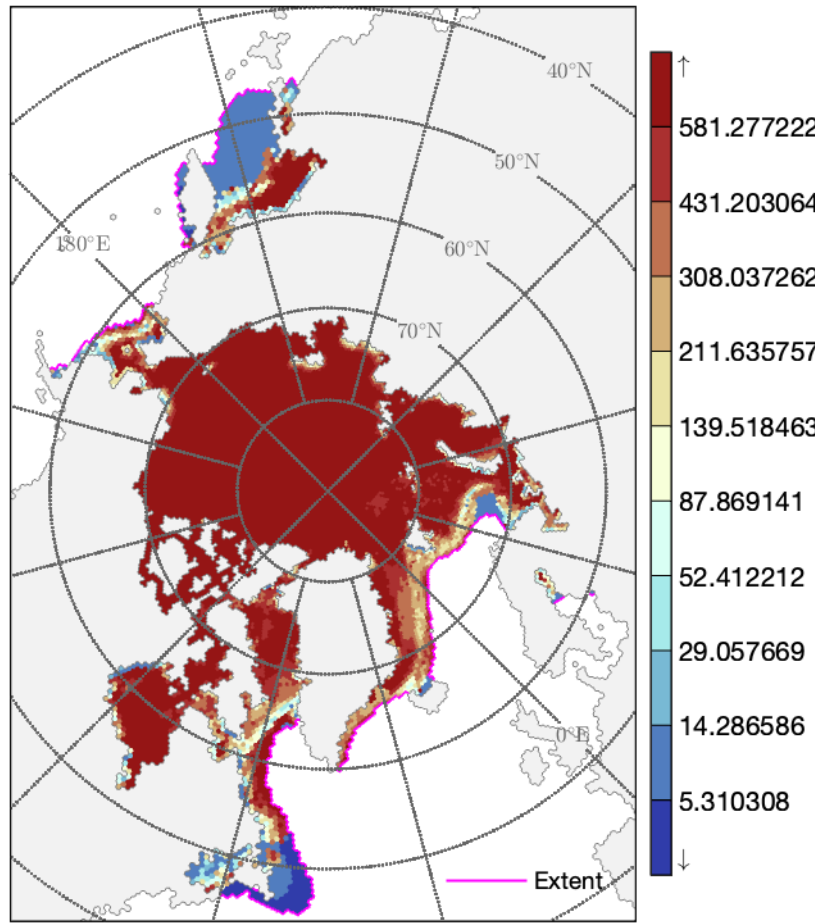 40°N
50°N
60°N
70°N
180°E
0°E
Extent
↑
581.277222
431.203064
308.037262
211.635757
139.518463
87.869141
52.412212
29.057669
14.286586
5.310308
↓